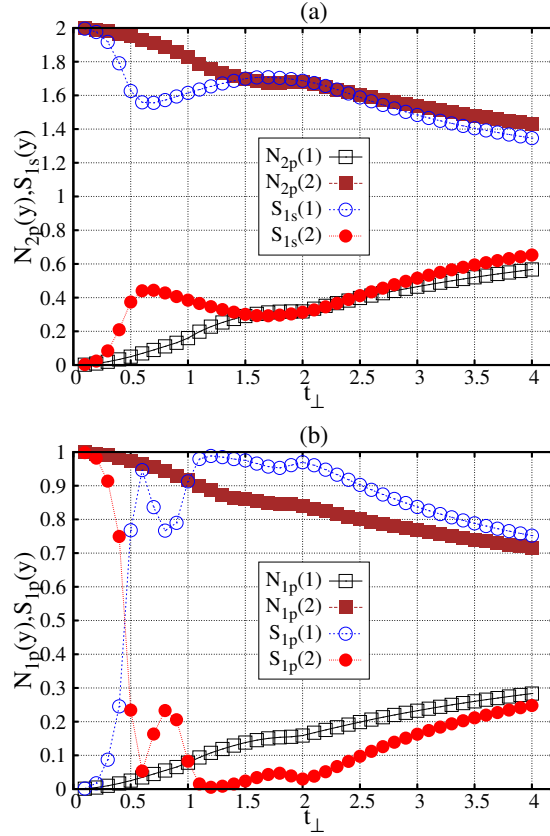 (a)
N2p(y),S1s(y)
2
1.8
1.6
1.4
1.2
1
0.8
0.6
0.4
0.2
0
N2p(1)
N2p(2)
S1s(1)
S1s(2)
0 0.5 1 1.5 2 2.5 3 3.5 4
t⊥
(b)
N1p(y),S1p(y)
1
0.9
0.8
0.7
0.6
0.5
0.4
0.3
0.2
0.1
0
N1p(1)
N1p(2)
S1p(1)
S1p(2)
0 0.5 1 1.5 2 2.5 3 3.5 4
t⊥